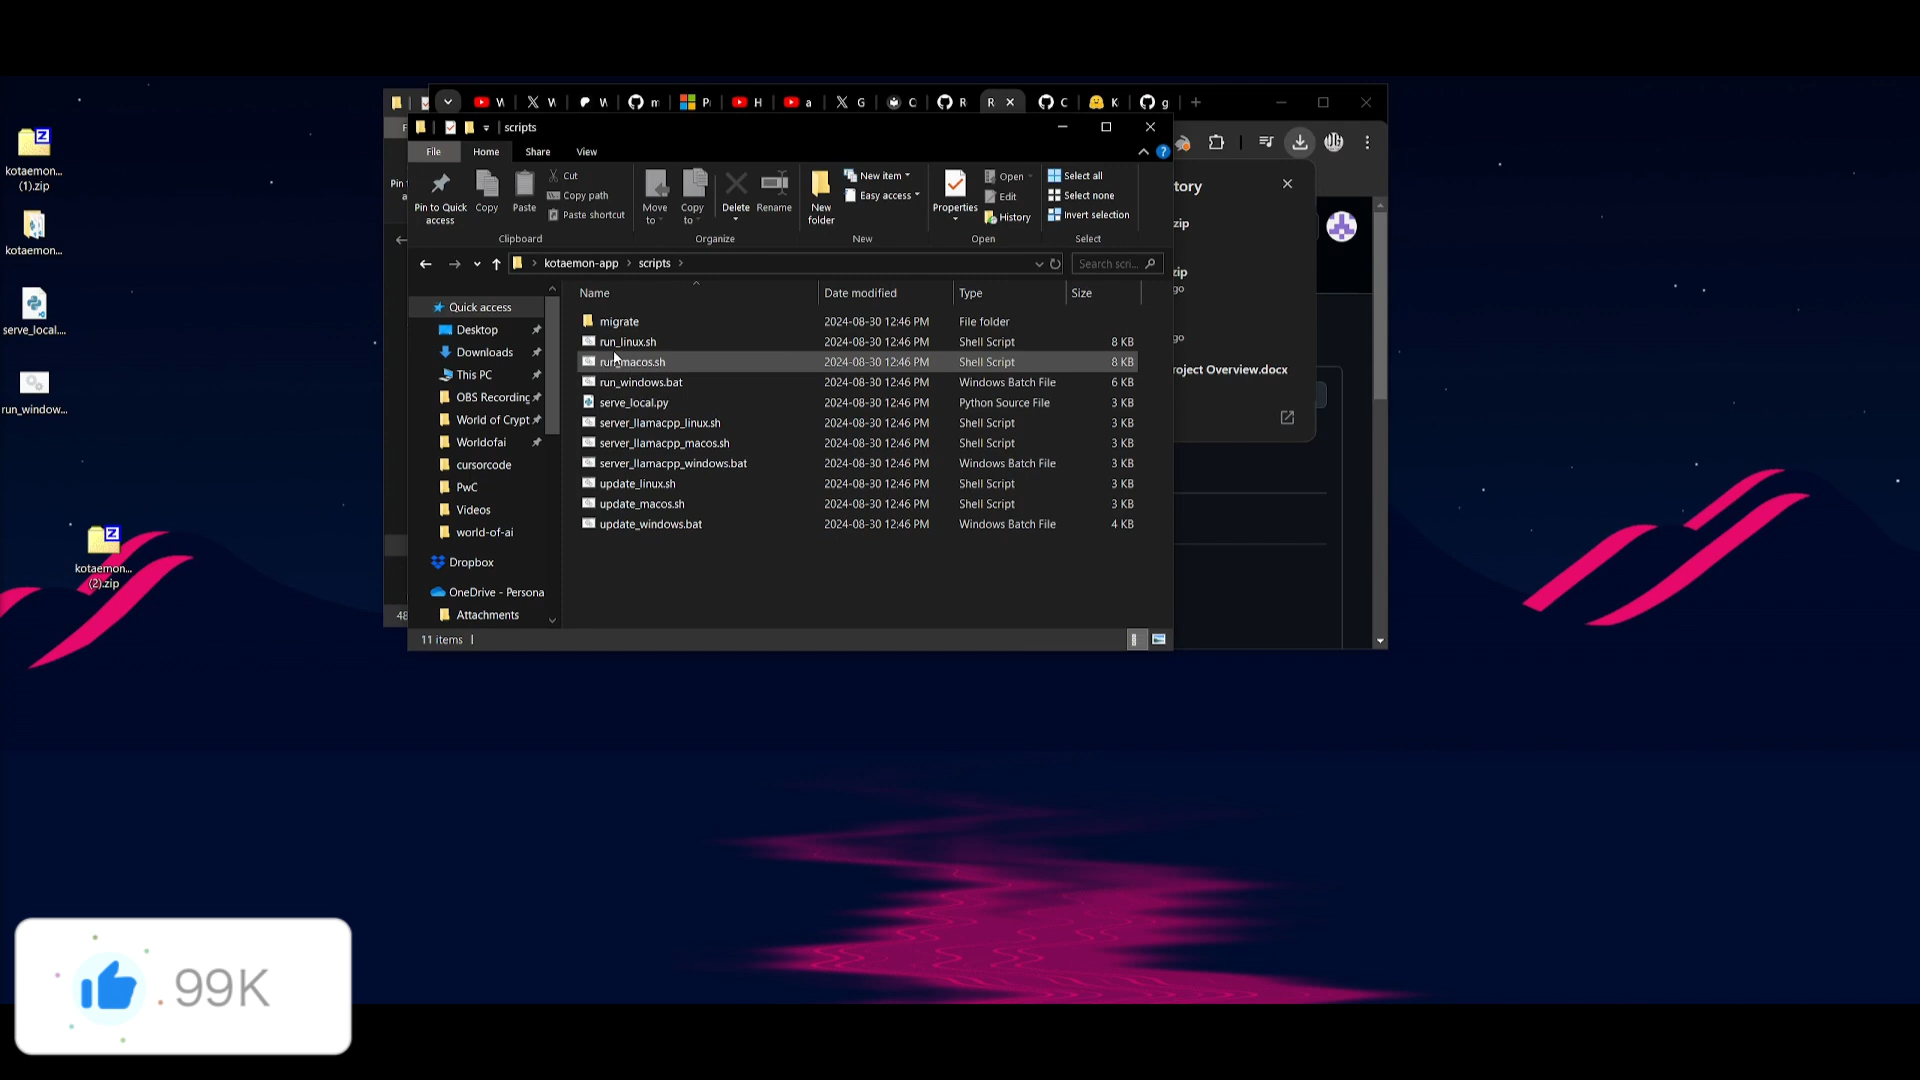 kotaemon...
(1).zip
kotaemon...
serve_local....
run_window...
kotaemon...
(2).zip
scripts
File
Home
Share
View
Pin to Quick
access
Copy
Paste
Cut
Copy path
Paste shortcut
Clipboard
Move
to
Copy
to
Delete
Rename
Organize
New
folder
New item
Easy access
New
Properties
Open
Edit
History
Open
Select all
Select none
Invert selection
Select
kotaemon-app > scripts >
Search scri...
Name Date modified Type Size
Quick access
Desktop
Downloads
This PC
OBS Recording
World of Crypt
Worldofai
cursorcode
PwC
Videos
world-of-ai
Dropbox
OneDrive - Persona
Attachments
migrate 2024-08-30 12:46 PM File folder
run_linux.sh 2024-08-30 12:46 PM Shell Script 8 KB
run_macos.sh 2024-08-30 12:46 PM Shell Script 8 KB
run_windows.bat 2024-08-30 12:46 PM Windows Batch File 6 KB
serve_local.py 2024-08-30 12:46 PM Python Source File 3 KB
server_llamacpp_linux.sh 2024-08-30 12:46 PM Shell Script 3 KB
server_llamacpp_macos.sh 2024-08-30 12:46 PM Shell Script 3 KB
server_llamacpp_windows.bat 2024-08-30 12:46 PM Windows Batch File 3 KB
update_linux.sh 2024-08-30 12:46 PM Shell Script 3 KB
update_macos.sh 2024-08-30 12:46 PM Shell Script 3 KB
update_windows.bat 2024-08-30 12:46 PM Windows Batch File 4 KB
11 items
tory
zip
zip
go
go
roject Overview.docx
Pin t
48
.99K